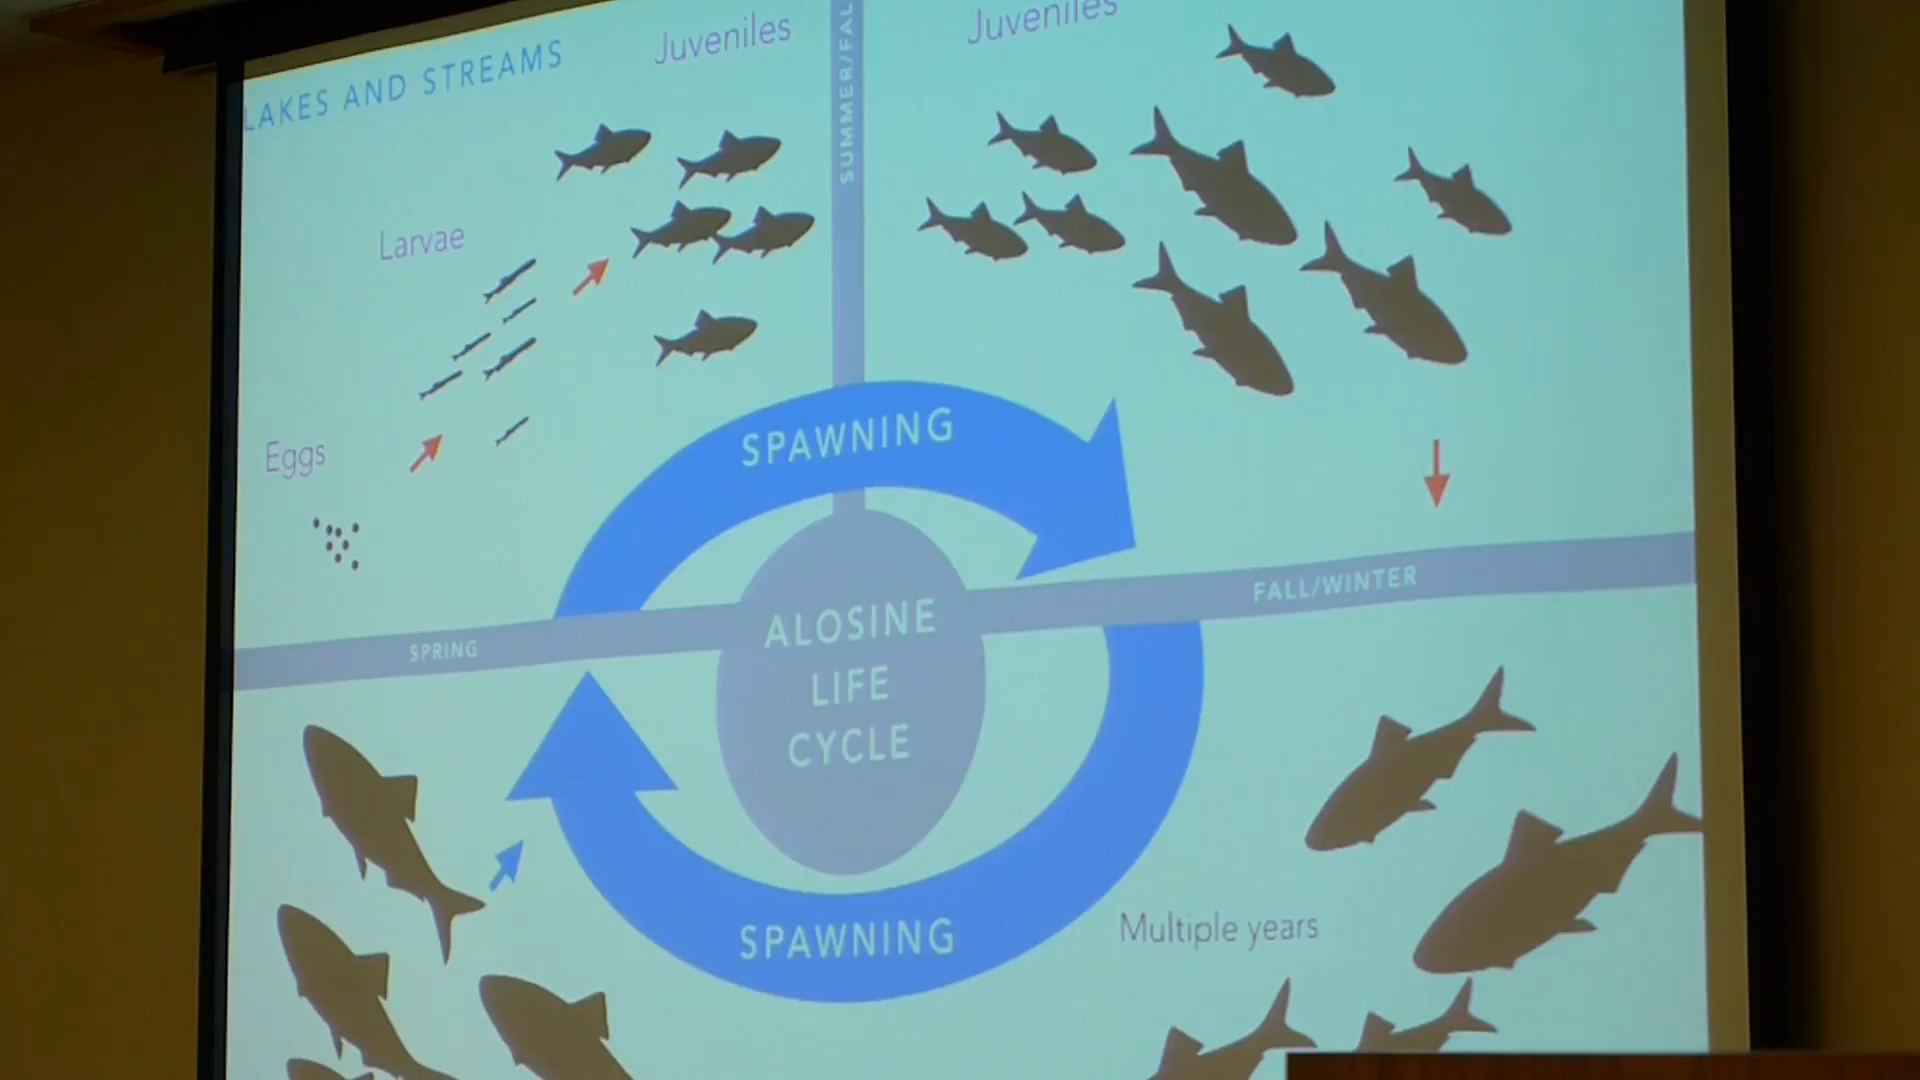 LAKES AND STREAMS
Juveniles
Juveniles
SUMMER/FAL
Larvae
Eggs
SPAWNING
SPRING
FALL/WINTER
ALOSINE
LIFE
CYCLE
SPAWNING
Multiple years